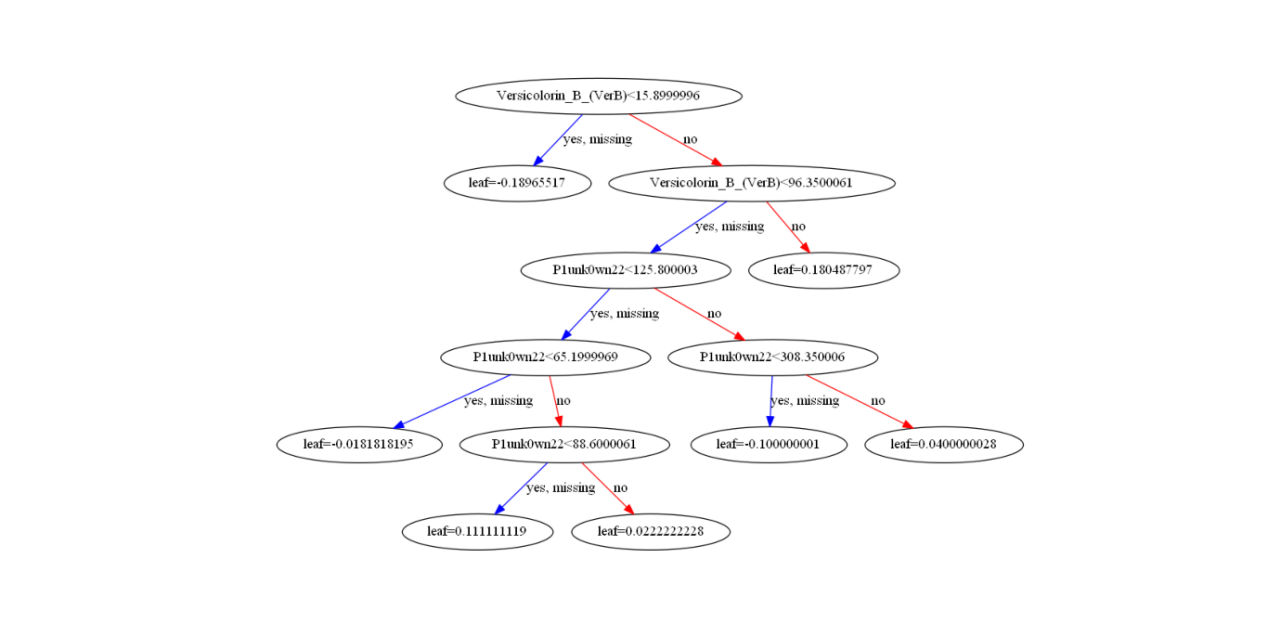 Versicolorin_B_(VerB)<15.8999996
yes, missing
no
leaf=-0.18965517
Versicolorin_B_(VerB)<96.3500061
yes, missing
no
P1unk0wn22<125.800003
leaf=0.180487797
yes, missing
no
P1unk0wn22<65.1999969
P1unk0wn22<308.350006
yes, missing
no
yes, missing
no
leaf=-0.0181818195
P1unk0wn22<88.6000061
leaf=-0.100000001
leaf=0.0400000028
yes, missing
no
leaf=0.111111119
leaf=0.0222222228